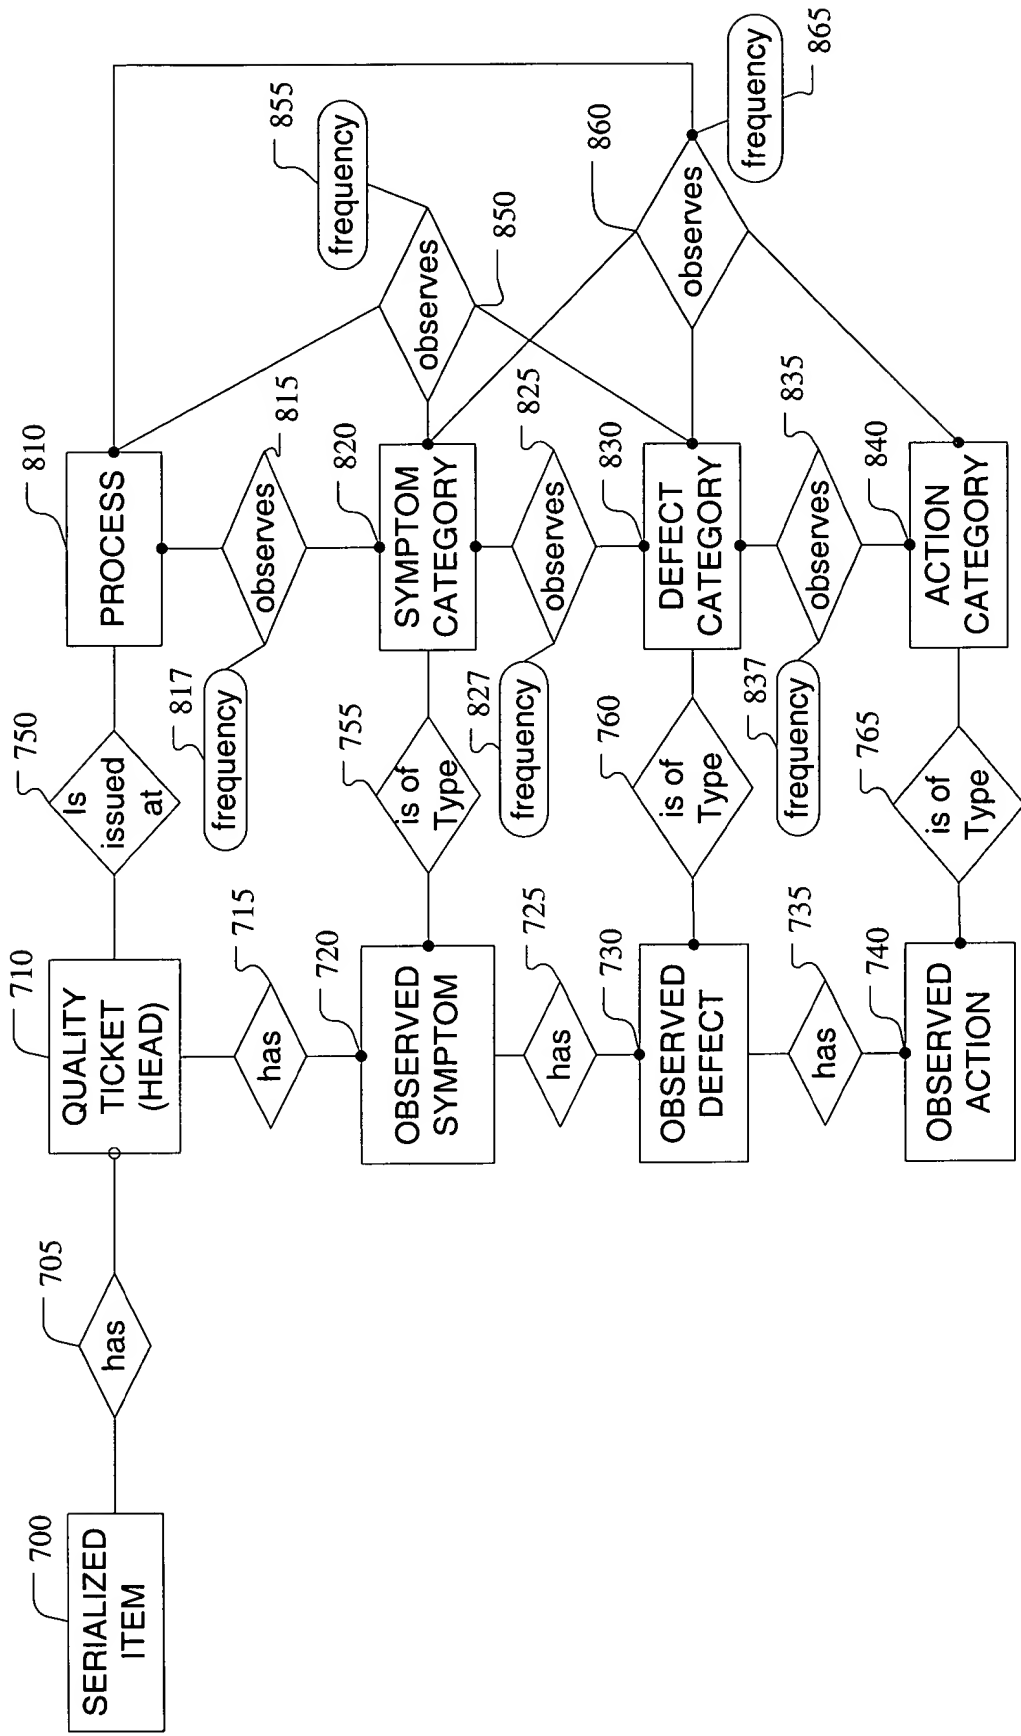 700
SERIALIZED
ITEM
705
has
710
QUALITY
TICKET
(HEAD)
750
Is
issued
at
810
PROCESS
715
has
817
frequency
815
observes
855
frequency
850
observes
720
OBSERVED
SYMPTOM
755
is of
Type
820
SYMPTOM
CATEGORY
725
has
827
frequency
825
observes
860
observes
865
frequency
730
OBSERVED
DEFECT
760
is of
Type
830
DEFECT
CATEGORY
735
has
837
frequency
835
observes
740
OBSERVED
ACTION
765
is of
Type
840
ACTION
CATEGORY